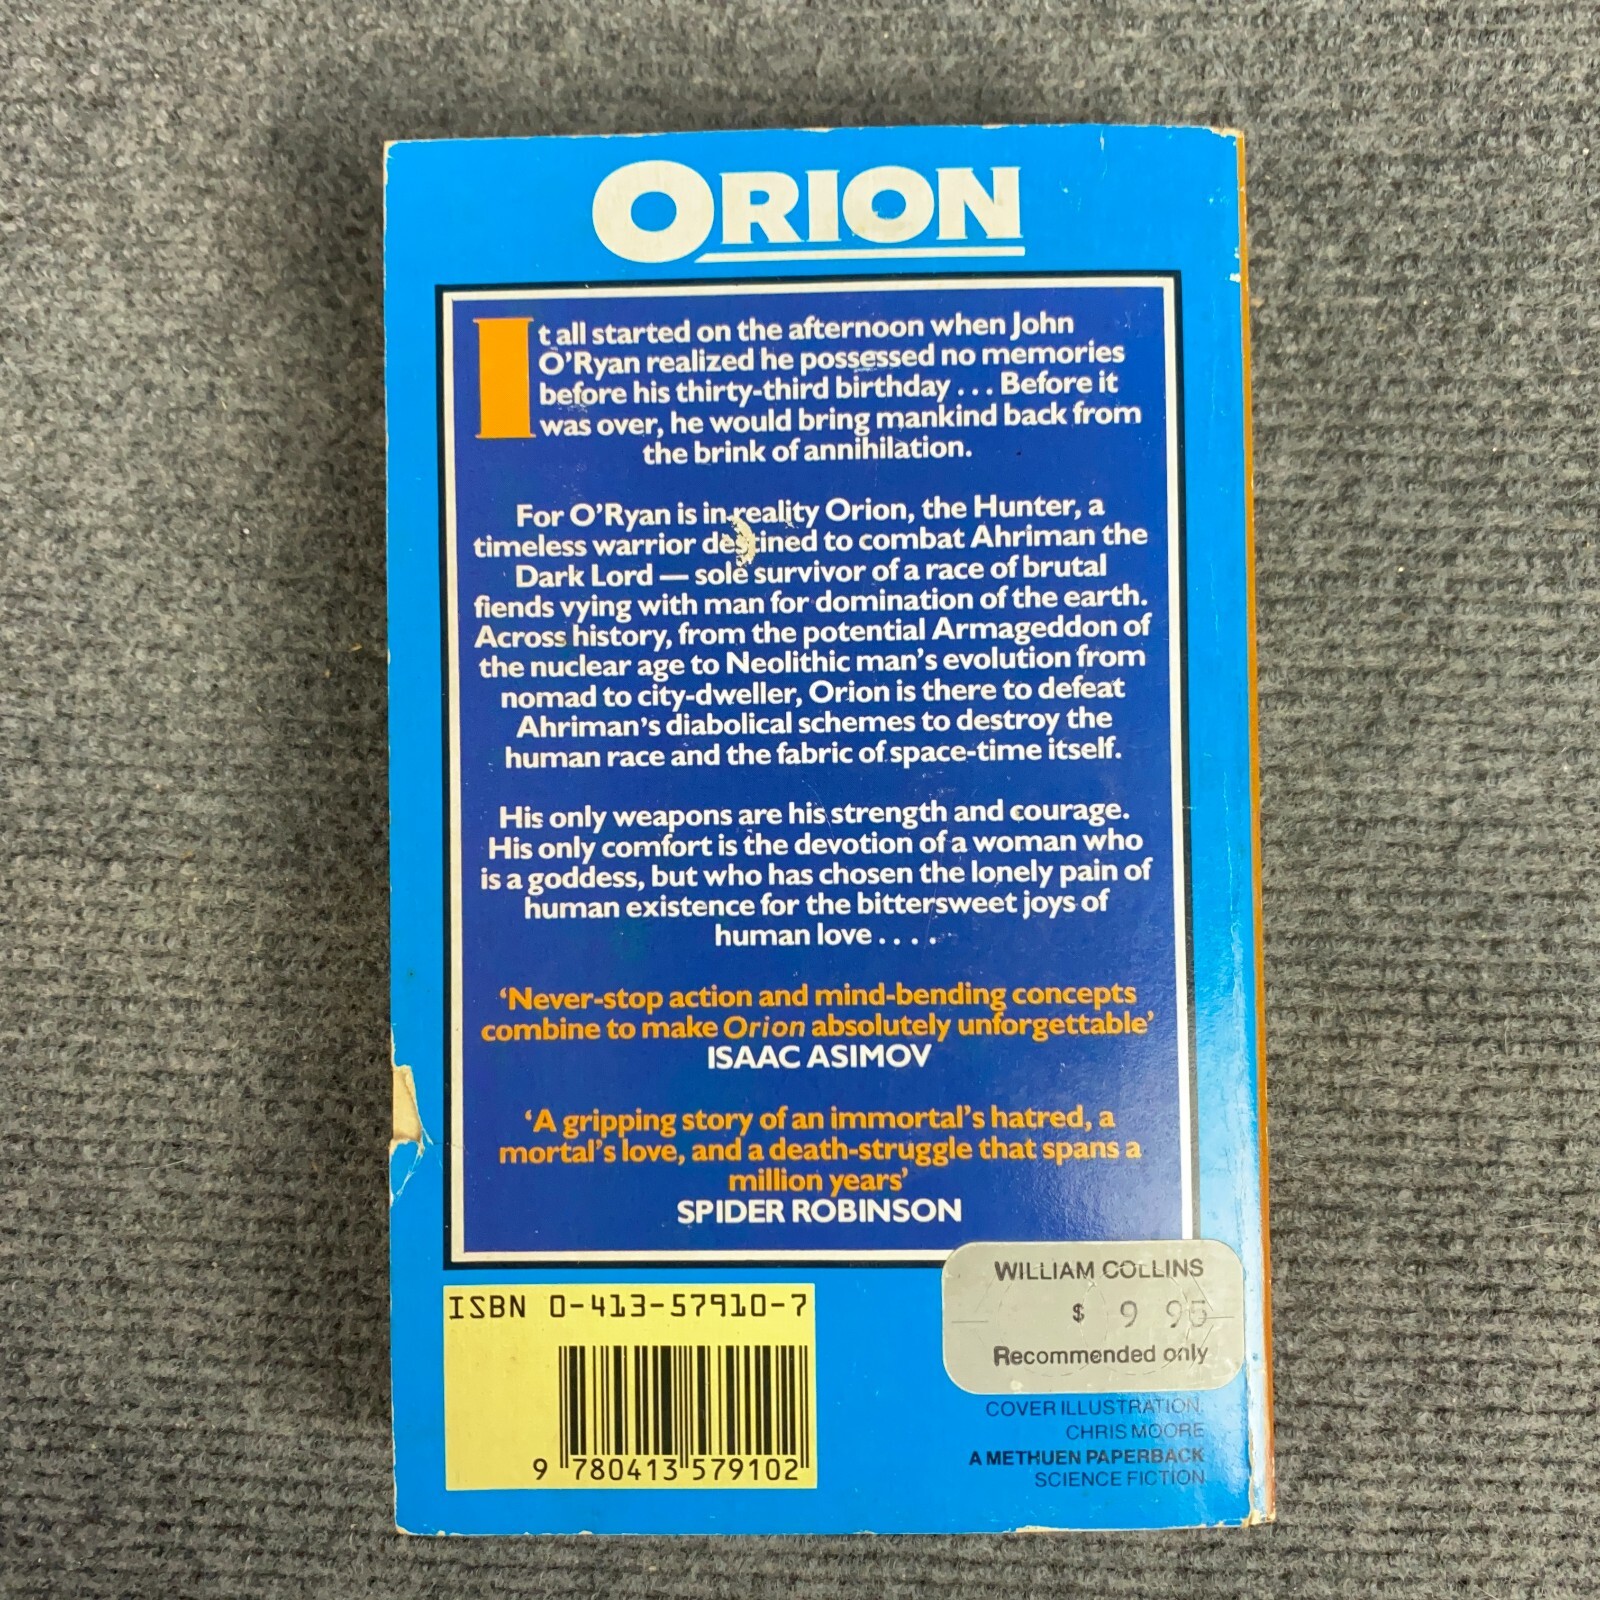 ORION
It all started on the afternoon when John
O'Ryan realized he possessed no memories
before his thirty-third birthday . . . Before it
was over, he would bring mankind back from
the brink of annihilation.
For O'Ryan is in reality Orion, the Hunter, a
timeless warrior destined to combat Ahriman the
Dark Lord — sole survivor of a race of brutal
fiends vying with man for domination of the earth.
Across history, from the potential Armageddon of
the nuclear age to Neolithic man's evolution from
nomad to city-dweller, Orion is there to defeat
Ahriman's diabolical schemes to destroy the
human race and the fabric of space-time itself.
His only weapons are his strength and courage.
His only comfort is the devotion of a woman who
is a goddess, but who has chosen the lonely pain of
human existence for the bittersweet joys of
human love . . . .
‘Never-stop action and mind-bending concepts
combine to make Orion absolutely unforgettable’
ISAAC ASIMOV
‘A gripping story of an immortal's hatred, a
mortal's love, and a death-struggle that spans a
million years’
SPIDER ROBINSON
WILLIAM COLLINS
$ 9 95
Recommended only
ISBN 0-413-57910-7
9 780413 579102
COVER ILLUSTRATION
CHRIS MOORE
A METHUEN PAPERBACK
SCIENCE FICTION